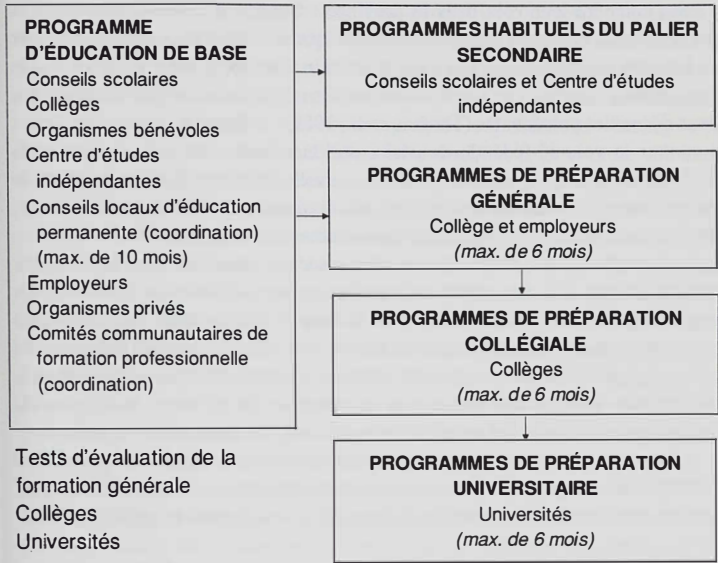 PROGRAMME
D'ÉDUCATION DE BASE
Conseils scolaires
Collèges
Organismes bénévoles
Centre d'études
indépendantes
Conseils locaux d'éducation
permanente (coordination)
(max. de 10 mois)
Employeurs
Organismes privés
Comités communautaires de
formation professionnelle
(coordination)
Tests d'évaluation de la
formation générale
Collèges
Universités
PROGRAMMES HABITUELS DU PALIER
SECONDAIRE
Conseils scolaires et Centre d'études
indépendantes
PROGRAMMES DE PRÉPARATION
GÉNÉRALE
Collège et employeurs
(max. de 6 mois)
PROGRAMMES DE PRÉPARATION
COLLÉGIALE
Collèges
(max. de 6 mois)
PROGRAMMES DE PRÉPARATION
UNIVERSITAIRE
Universités
(max. de 6 mois)